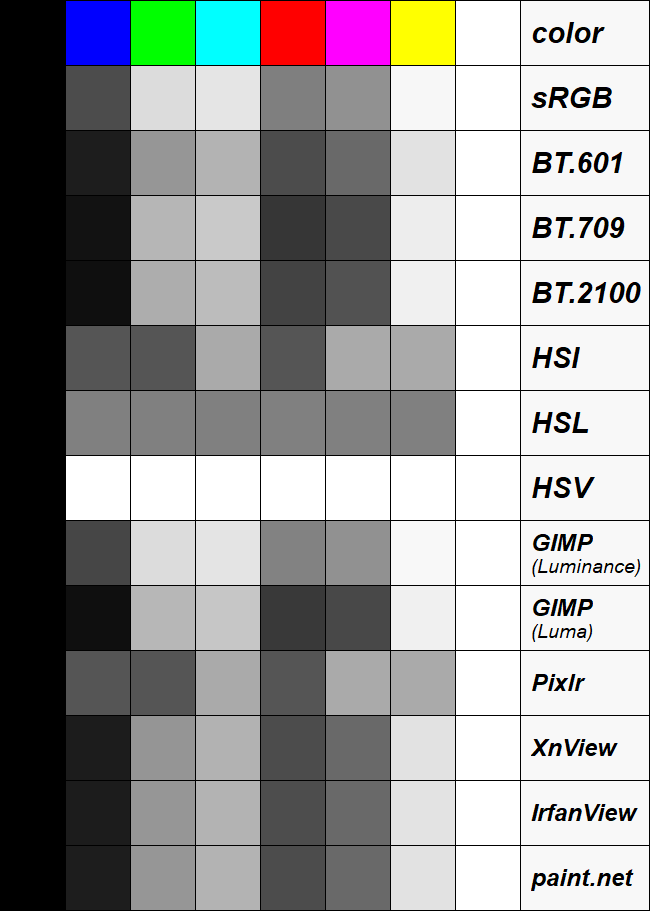 color
sRGB
BT.601
BT.709
BT.2100
HSI
HSL
HSV
GIMP
(Luminance)
GIMP
(Luma)
Pixlr
XnView
IrfanView
paint.net